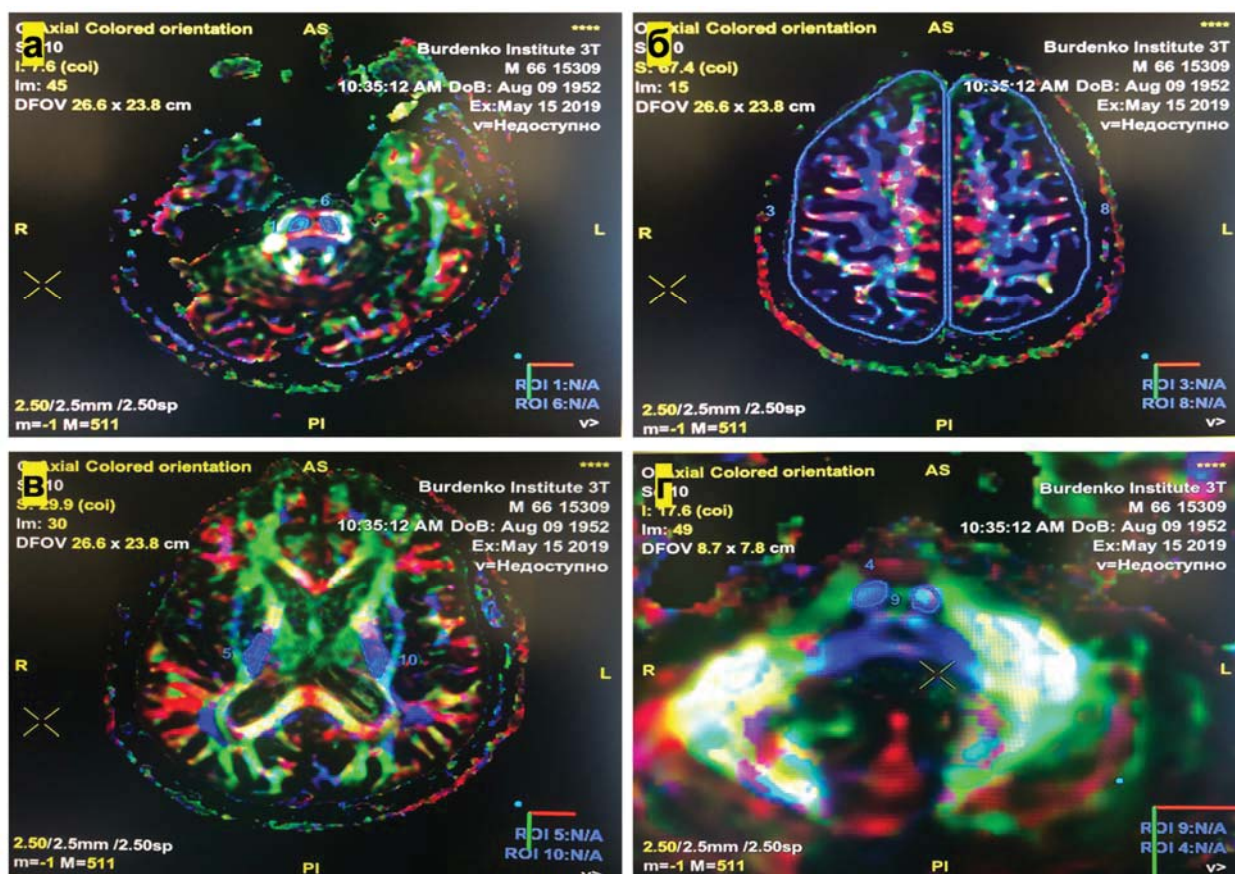 а
Axial Colored orientation
10
(coi)
Im: 45
DFOV 26.6 x 23.8 cm
AS
****
Burdenko Institute 3T
M 66 15309
10:35:12 AM DoB: Aug 09 1952
Ex:May 15 2019
v=Недоступно
R
L
1
6
ROI 1:N/A
ROI 6:N/A
2.50/2.5mm /2.50sp
m=-1 M=511
PI
v>
б
Axial Colored orientation
S: 67.4 (coi)
Im: 15
DFOV 26.6 x 23.8 cm
AS
****
Burdenko Institute 3T
M 66 15309
10:35:12 AM DoB: Aug 09 1952
Ex:May 15 2019
v=Недоступно
3
8
R
L
ROI 3:N/A
ROI 8:N/A
2.50/2.5mm /2.50sp
m=-1 M=511
PI
v>
в
Axial Colored orientation
10
S: 29.9 (coi)
Im: 30
DFOV 26.6 x 23.8 cm
AS
****
Burdenko Institute 3T
M 66 15309
10:35:12 AM DoB: Aug 09 1952
Ex:May 15 2019
v=Недоступно
5
10
R
L
ROI 5:N/A
ROI 10:N/A
2.50/2.5mm /2.50sp
m=-1 M=511
PI
v>
г
Axial Colored orientation
10
I: 17.6 (coi)
Im: 49
DFOV 8.7 x 7.8 cm
AS
****
Burdenko Institute 3T
M 66 15309
10:35:12 AM DoB: Aug 09 1952
Ex:May 15 2019
v=Недоступно
4
9
R
L
ROI 9:N/A
ROI 4:N/A
2.50/2.5mm /2.50sp
m=-1 M=511
PI
v>